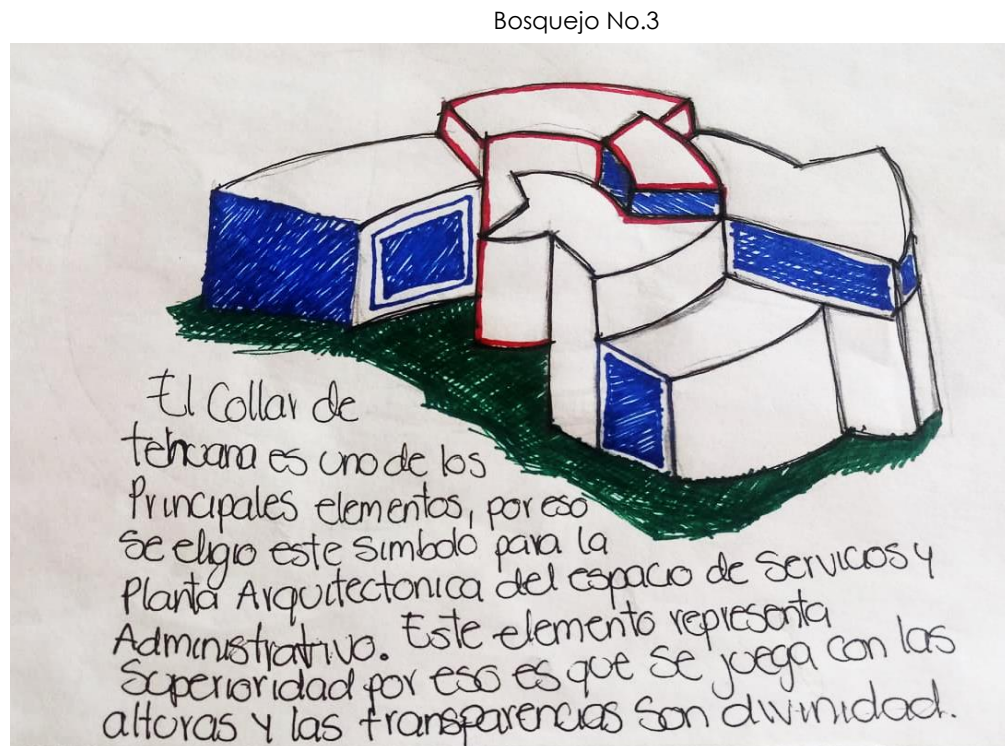 Bosquejo No.3
El Collar de
tehuana es uno de los
Principales elementos, por eso
se eligio este simbolo para la
Planta Arquitectonica del espacio de Servicios y
Administrativo. Este elemento representa
Superioridad por eso es que se juega con las
alturas y las transparencias son divinidad.